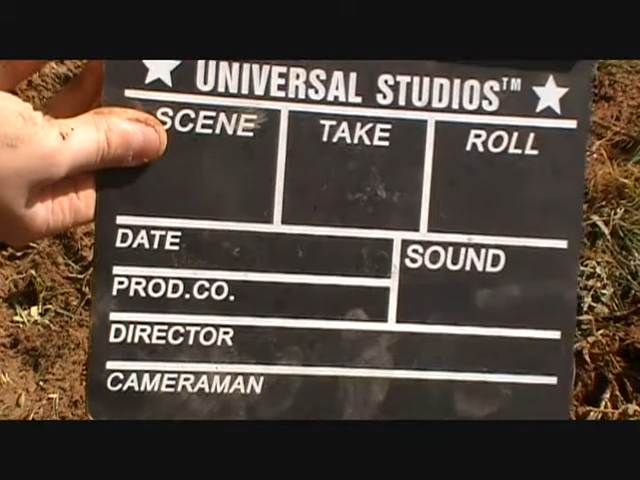 UNIVERSAL STUDIOS™
SCENE TAKE ROLL
DATE SOUND
PROD.CO.
DIRECTOR
CAMERAMAN